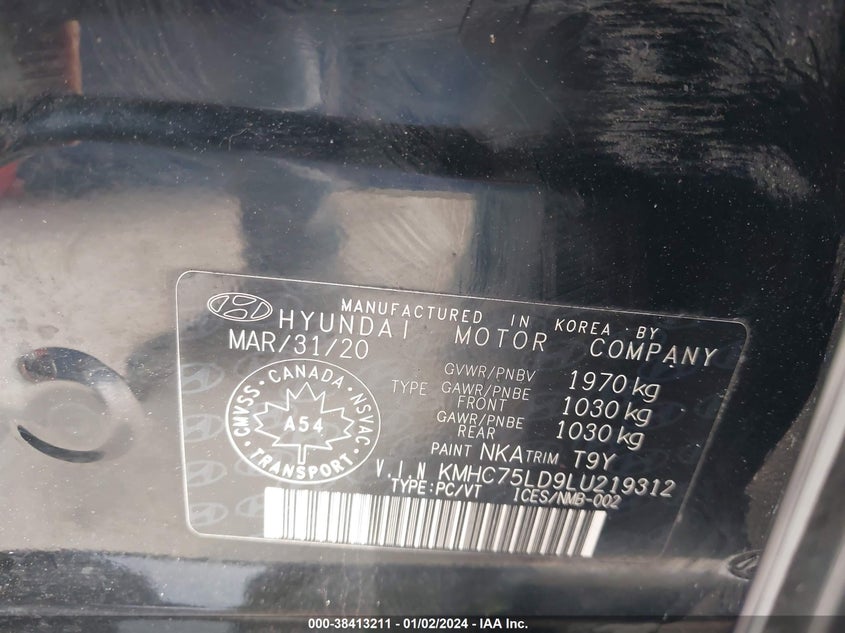 MANUFACTURED IN KOREA BY
HYUNDAI MOTOR COMPANY
MAR/31/20
GVWR/PNBV 1970 kg
TYPE GAWR/PNBE FRONT 1030 kg
GAWR/PNBE REAR 1030 kg
CMVSS · CANADA · NSVAC · TRANSPORT
A54
PAINT NKA TRIM T9Y
V.I.N KMHC75LD9LU219312
TYPE:PC/VT ICES/NMB-002
000-38413211 - 01/02/2024 - IAA Inc.